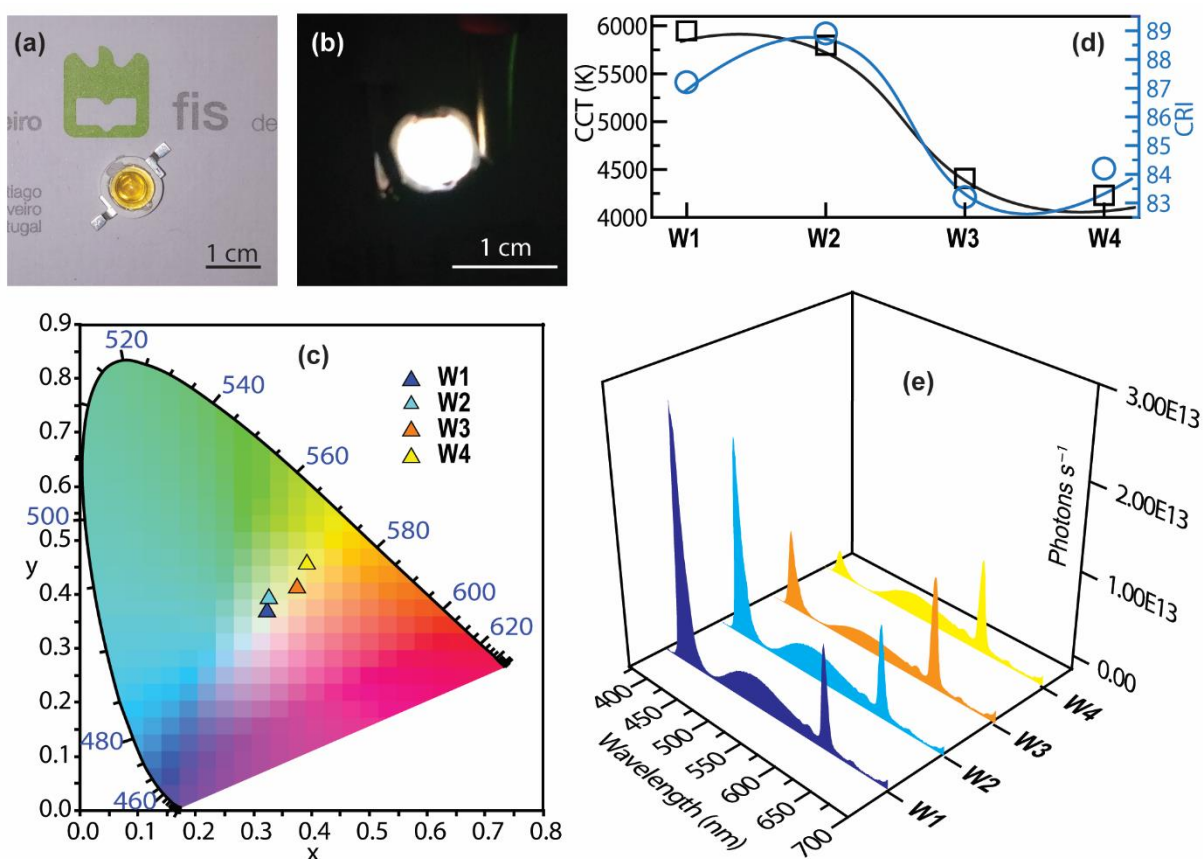 (a)
fis
eiro
de
tiago
veiro
tugal
1 cm
(b)
1 cm
(d)
6000
5500
5000
4500
4000
CCT (K)
89
88
87
86
85
84
83
CRI
W1
W2
W3
W4
(c)
0.9
0.8
0.7
0.6
0.5
0.4
0.3
0.2
0.1
0.0
y
0.0
0.1
0.2
0.3
0.4
0.5
0.6
0.7
0.8
x
520
540
560
580
600
620
500
480
460
W1
W2
W3
W4
(e)
3.00E13
2.00E13
1.00E13
0.00
Photons s⁻¹
400
450
500
550
600
650
700
Wavelength (nm)
W1
W2
W3
W4